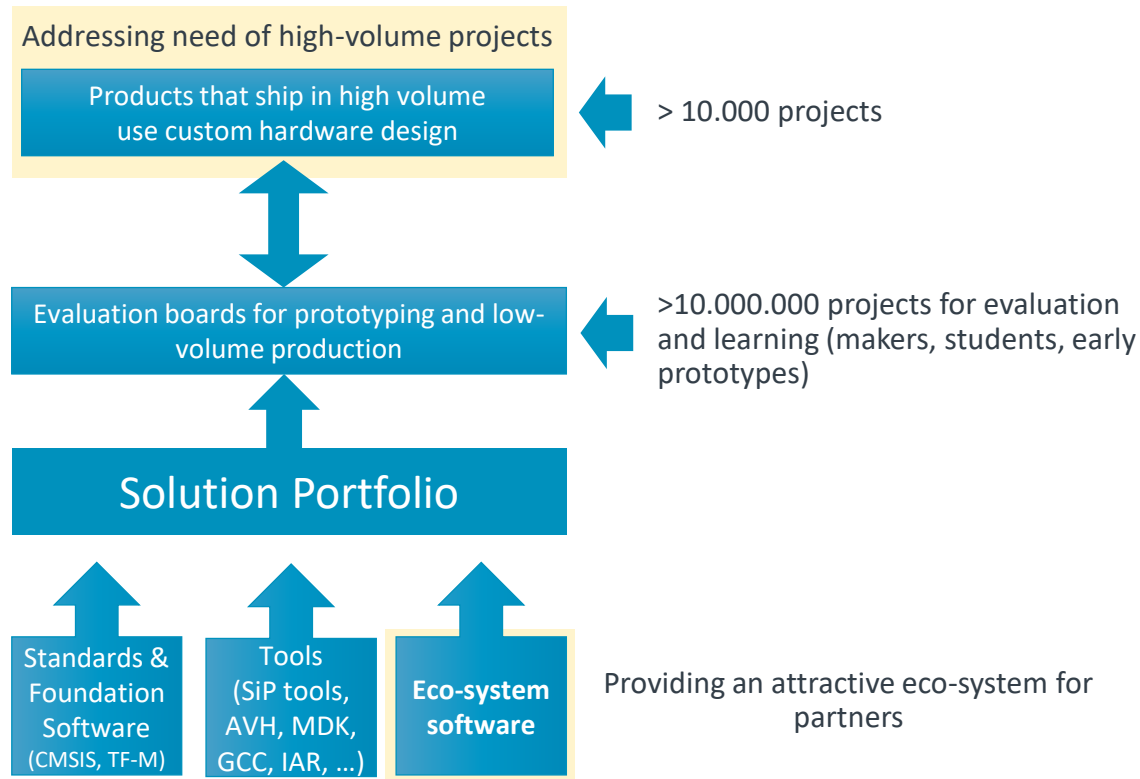 Addressing need of high-volume projects
Products that ship in high volume
use custom hardware design
> 10.000 projects
Evaluation boards for prototyping and low-
volume production
>10.000.000 projects for evaluation
and learning (makers, students, early
prototypes)
Solution Portfolio
Standards &
Foundation
Software
(CMSIS, TF-M)
Tools
(SiP tools,
AVH, MDK,
GCC, IAR, …)
Eco-system
software
Providing an attractive eco-system for
partners